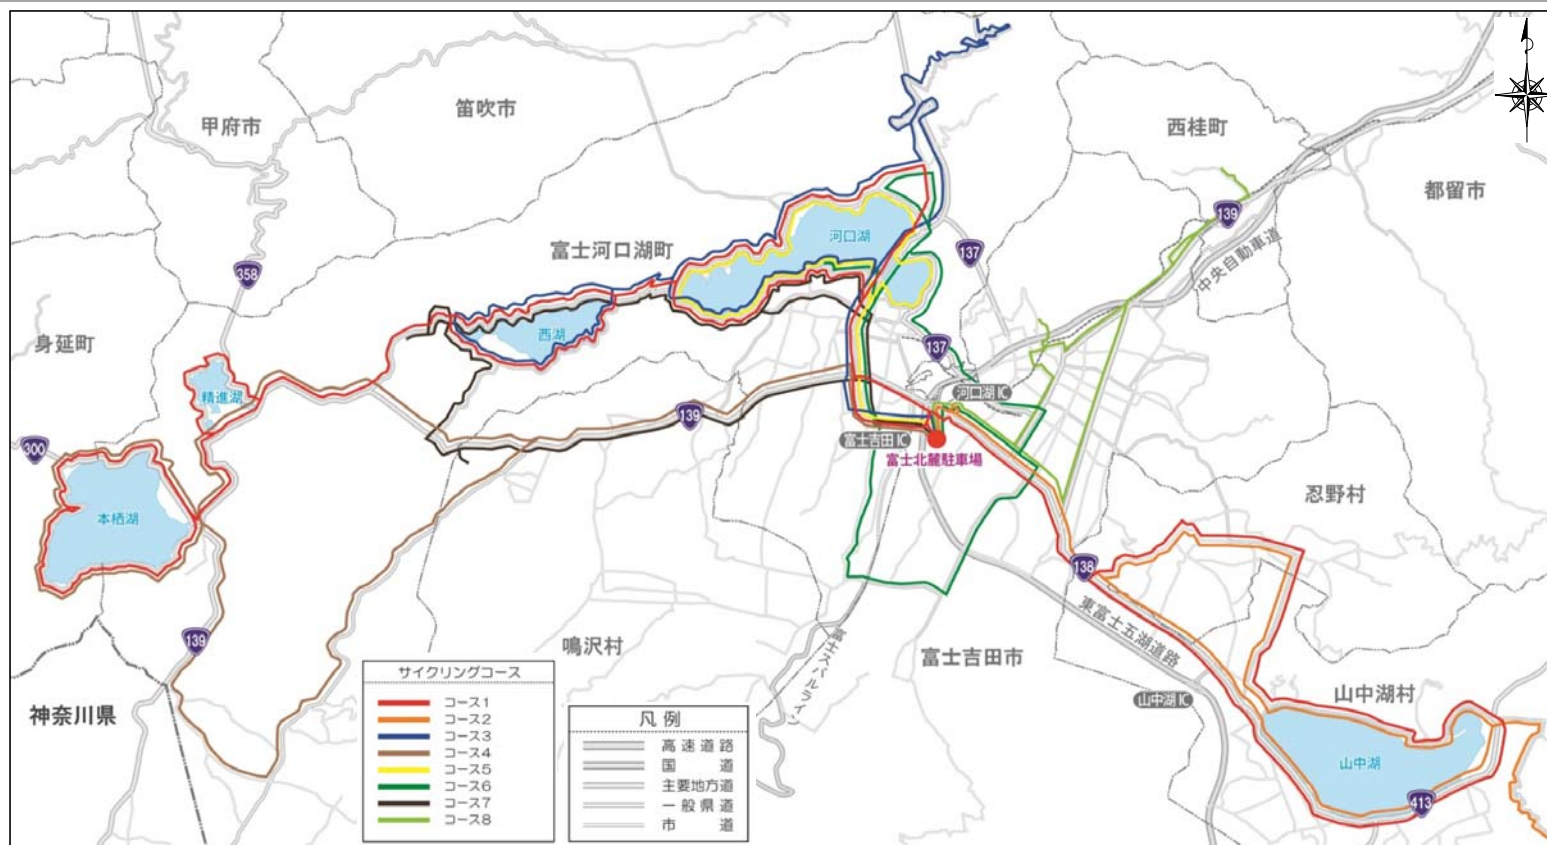 甲府市
笛吹市
西桂町
都留市
139
中央自動車道
河口湖
富士河口湖町
137
358
身延町
西湖
137
精進湖
河口湖IC
139
300
富士吉田IC
富士北麓駐車場
忍野村
本栖湖
138
東富士五湖道路
139
鳴沢村
富士スバルライン
富士吉田市
山中湖村
山中湖IC
神奈川県
山中湖
413
サイクリングコース
コース1
コース2
コース3
コース4
コース5
コース6
コース7
コース8
凡例
高速道路
国道
主要地方道
一般県道
市道